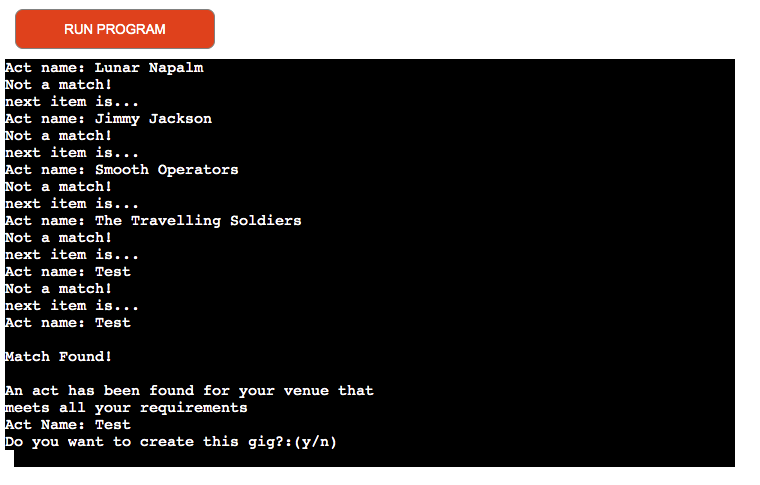 RUN PROGRAM
Act name: Lunar Napalm
Not a match!
next item is...
Act name: Jimmy Jackson
Not a match!
next item is...
Act name: Smooth Operators
Not a match!
next item is...
Act name: The Travelling Soldiers
Not a match!
next item is...
Act name: Test
Not a match!
next item is...
Act name: Test
Match Found!
An act has been found for your venue that
meets all your requirements
Act Name: Test
Do you want to create this gig?:(y/n)